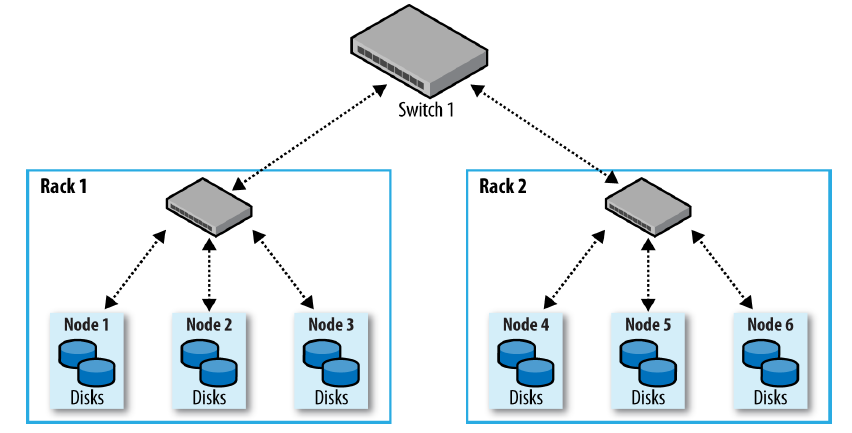 Switch 1
Rack 1
Rack 2
Node 1
Node 2
Node 3
Node 4
Node 5
Node 6
Disks
Disks
Disks
Disks
Disks
Disks